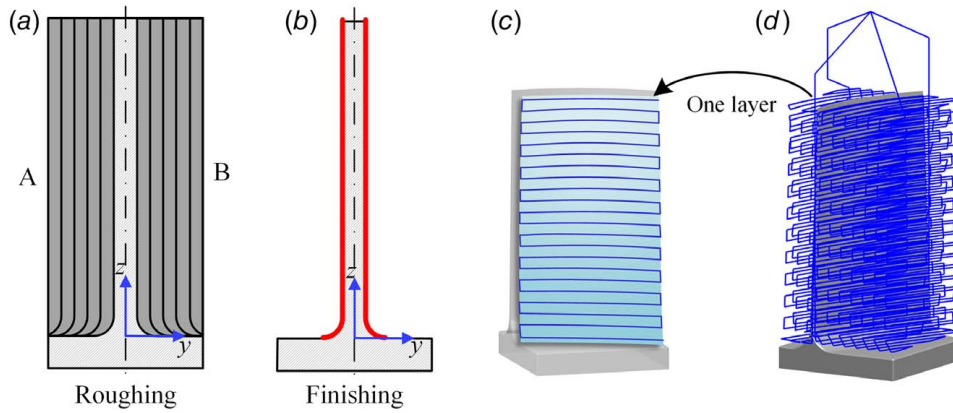 (a)
(b)
(c)
(d)
One layer
A
B
z
y
z
y
Roughing
Finishing